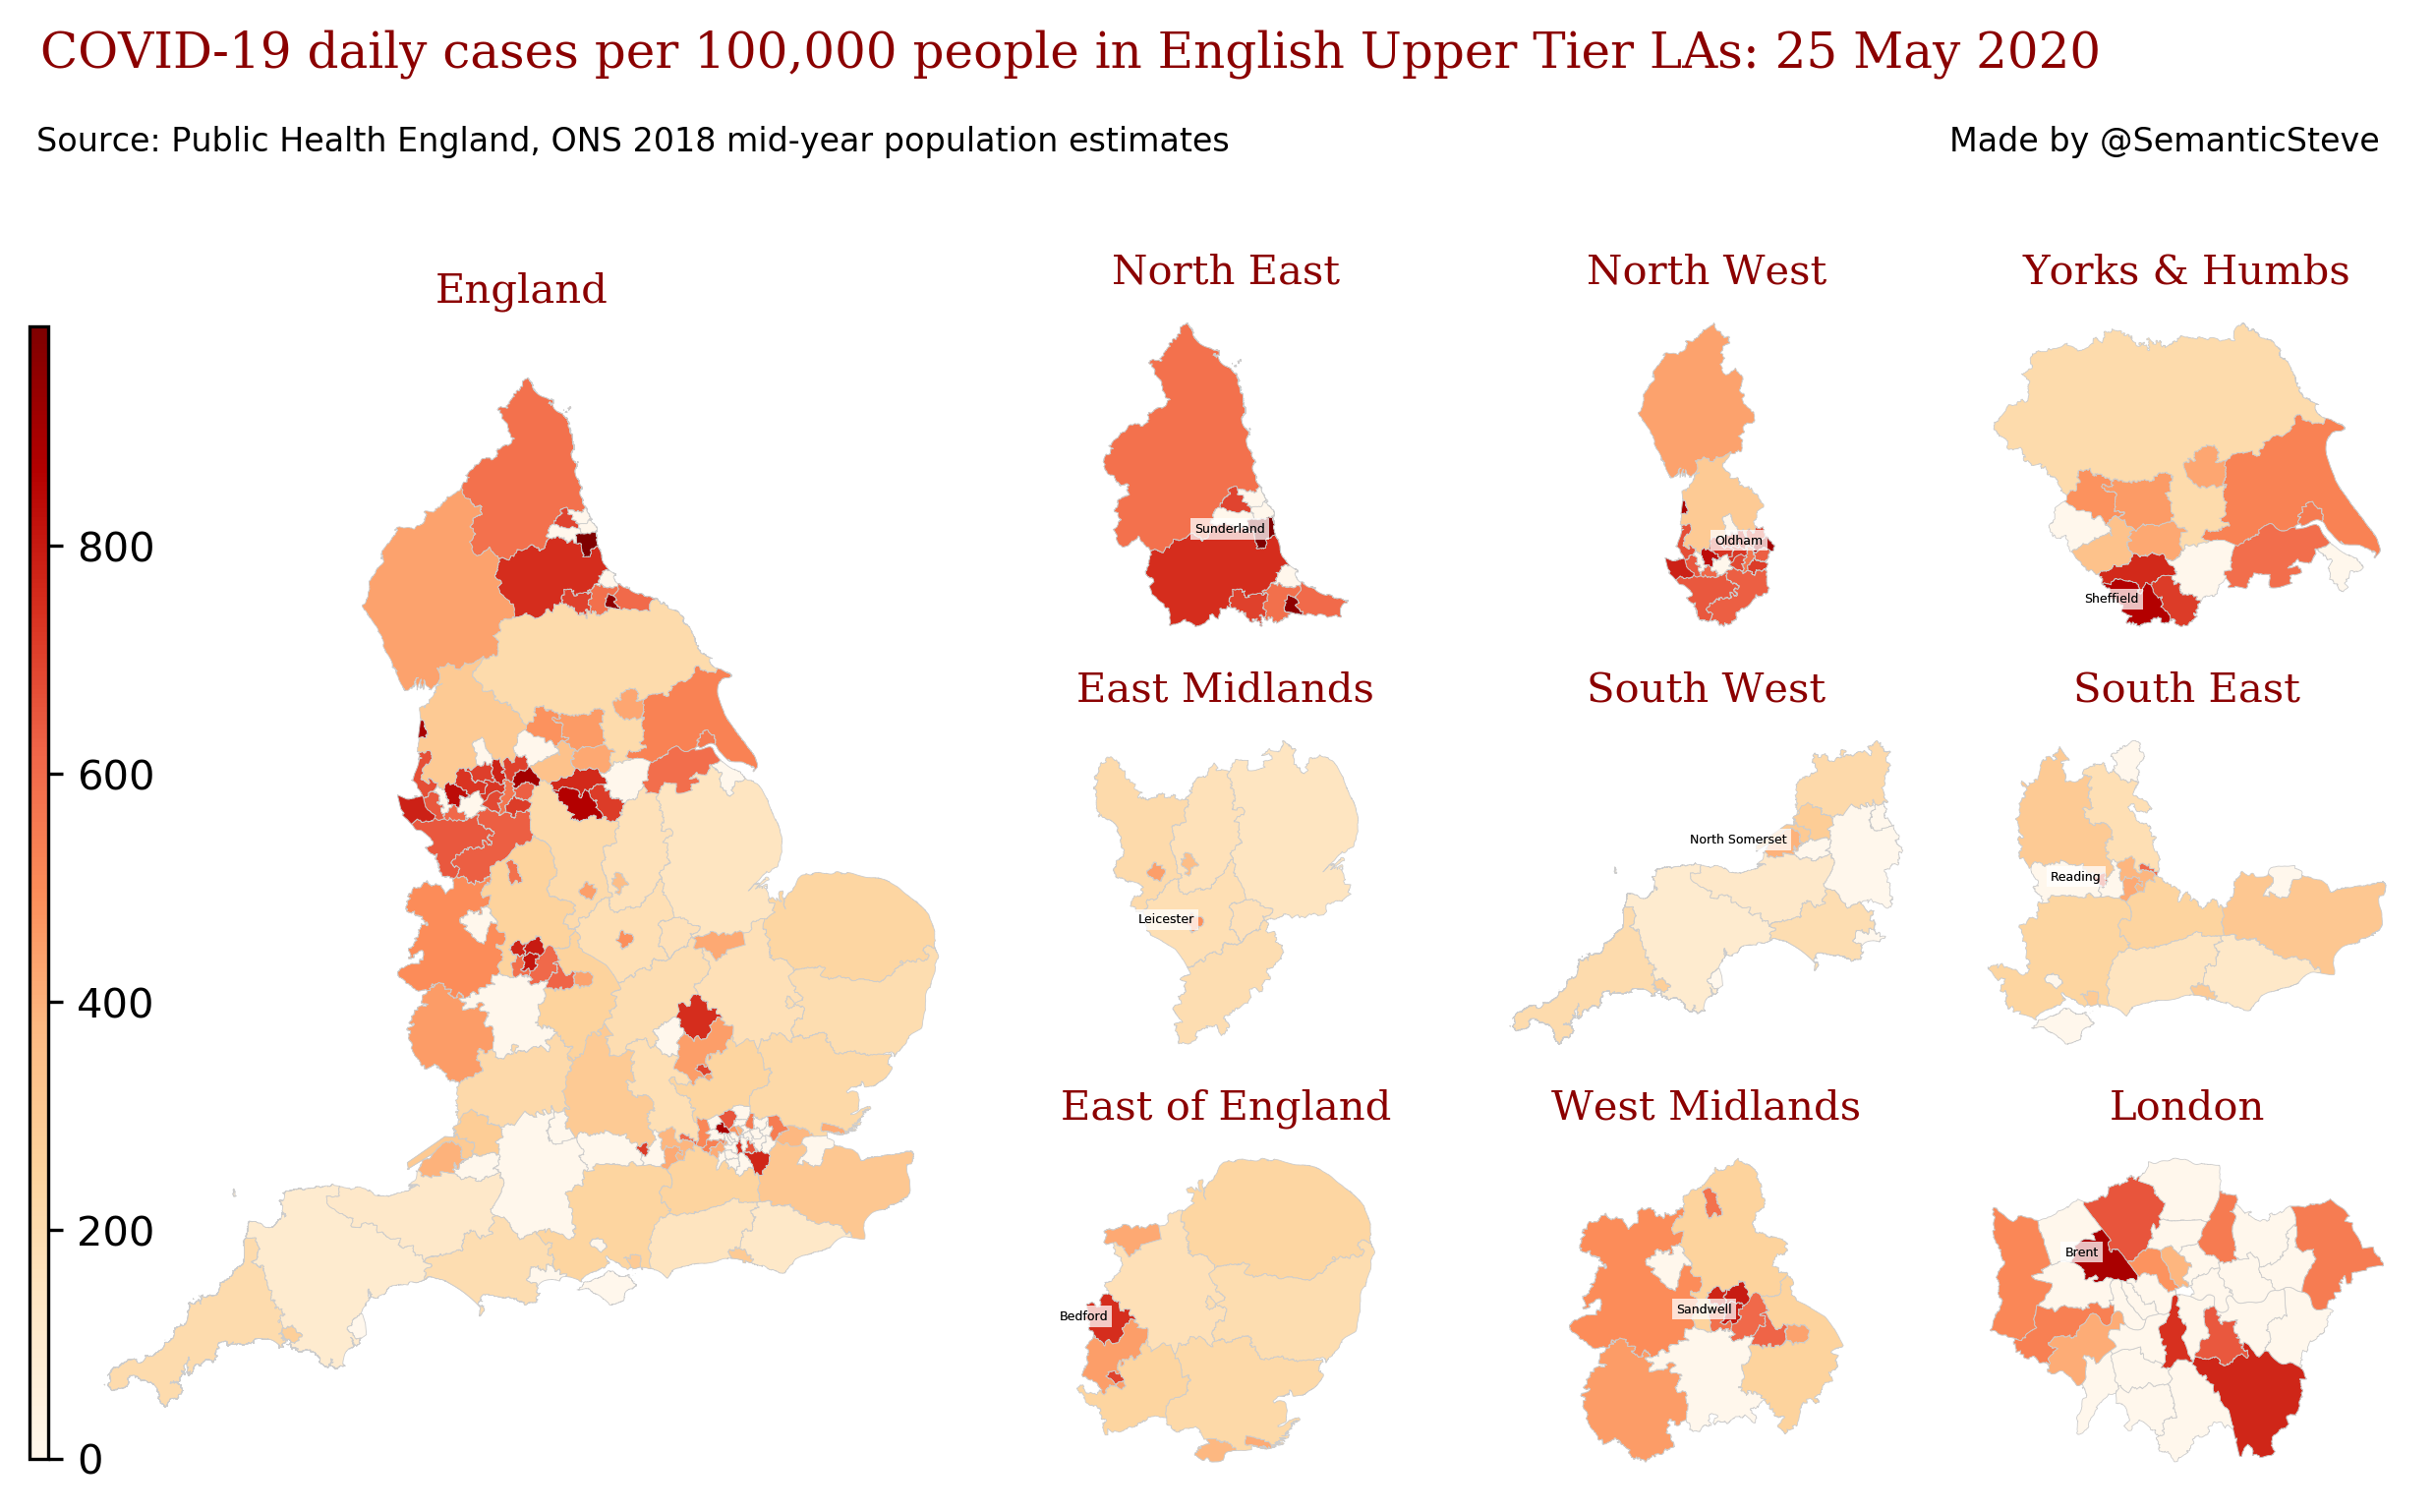 COVID-19 daily cases per 100,000 people in English Upper Tier LAs: 25 May 2020
Source: Public Health England, ONS 2018 mid-year population estimates
Made by @SemanticSteve
England
800
600
400
200
0
North East
Sunderland
North West
Oldham
Yorks & Humbs
Sheffield
East Midlands
Leicester
South West
North Somerset
South East
Reading
East of England
Bedford
West Midlands
Sandwell
London
Brent